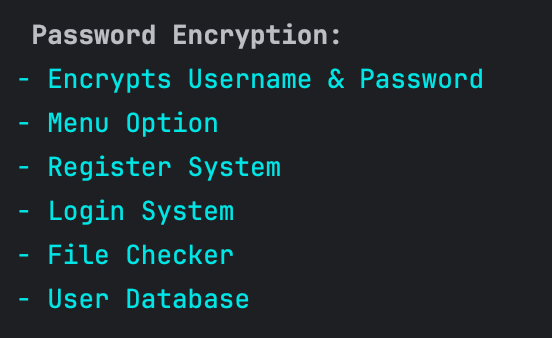 Password Encryption:
- Encrypts Username & Password
- Menu Option
- Register System
- Login System
- File Checker
- User Database